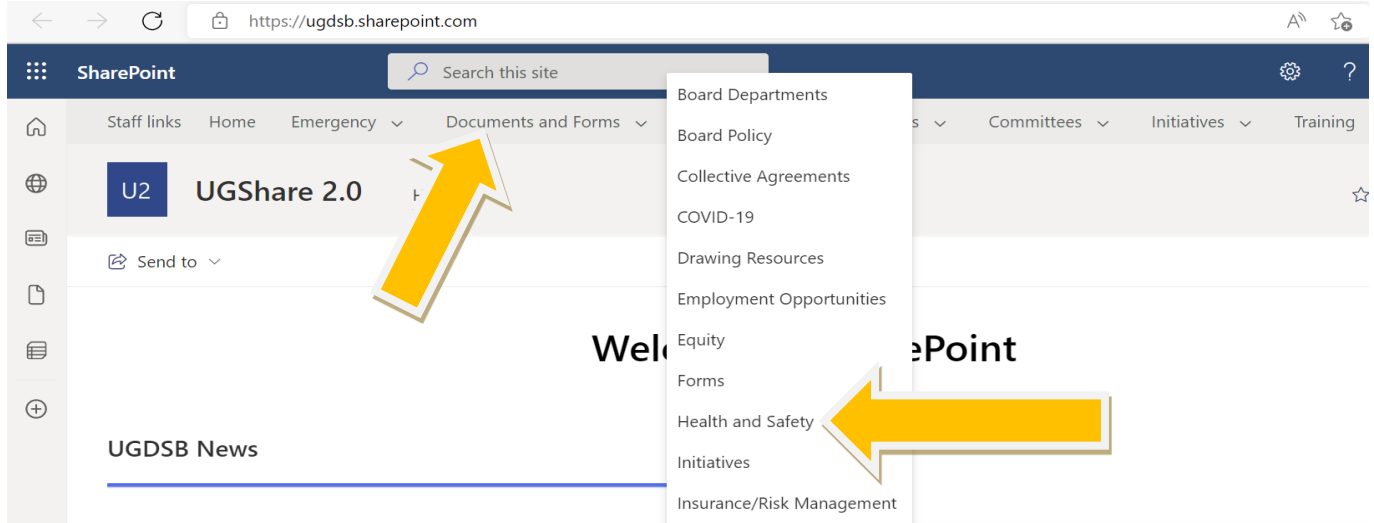 https://ugdsb.sharepoint.com
SharePoint
Search this site
Staff links Home Emergency Documents and Forms Committees Initiatives Training
U2 UGShare 2.0
Send to
UGDSB News
Board Departments
Board Policy
Collective Agreements
COVID-19
Drawing Resources
Employment Opportunities
Equity
Forms
Health and Safety
Initiatives
Insurance/Risk Management